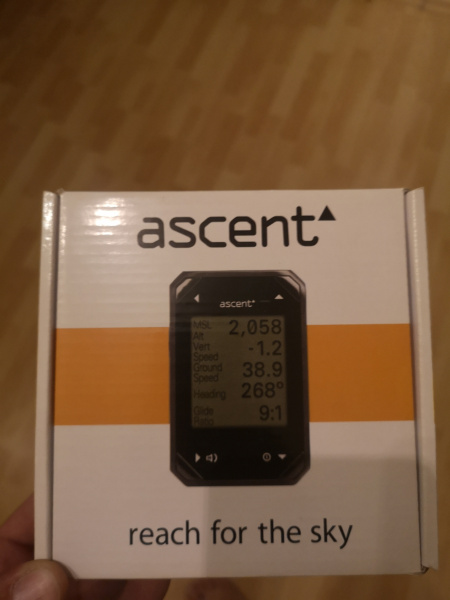 ascent
ascent
MSL
Alt
2,058
Vert
Speed
-1.2
Ground
Speed
38.9
Heading
268°
Glide
Ratio
9:1
reach for the sky